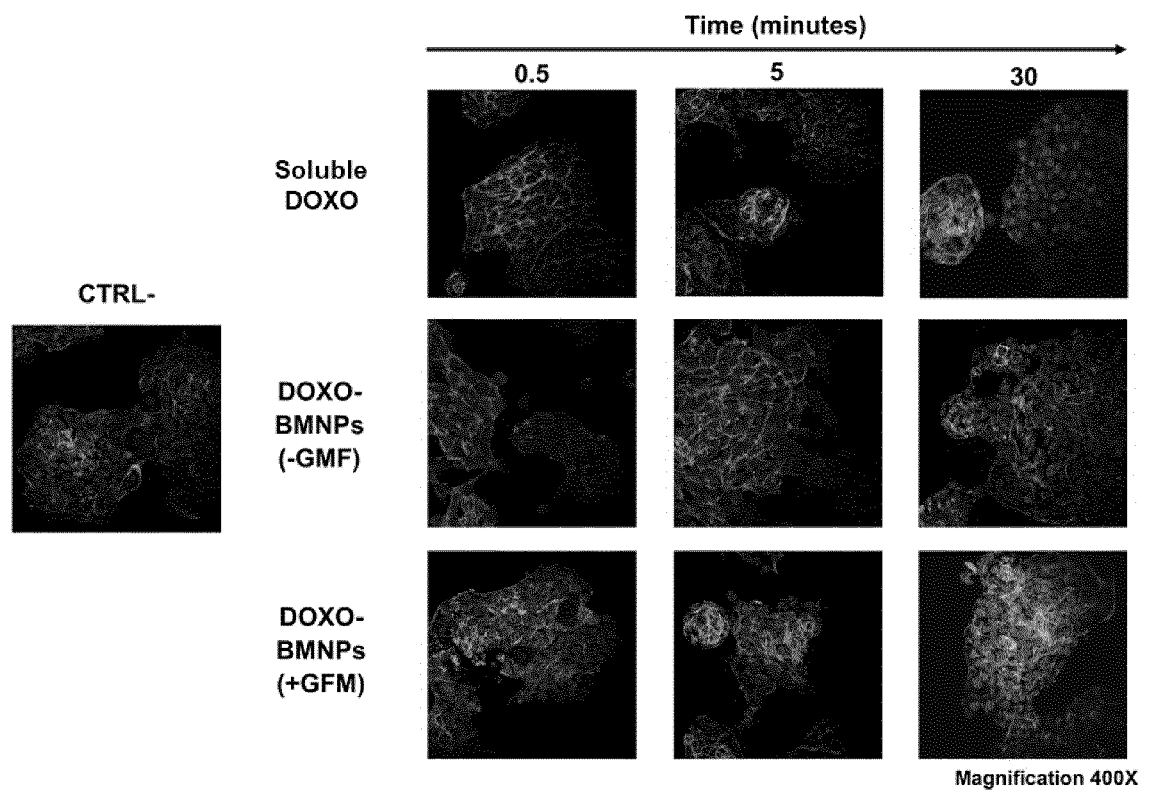 Time (minutes)
0.5
5
30
Soluble
DOXO
CTRL-
DOXO-
BMNPs
(-GMF)
DOXO-
BMNPs
(+GFM)
Magnification 400X